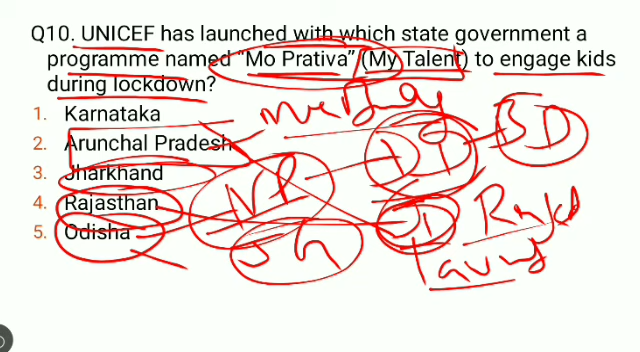 Q10. UNICEF has launched with which state government a
programme named "Mo Prativa" (My Talent) to engage kids
during lockdown?
1. Karnataka
2. Arunchal Pradesh
3. Jharkhand
4. Rajasthan
5. Odisha
BD